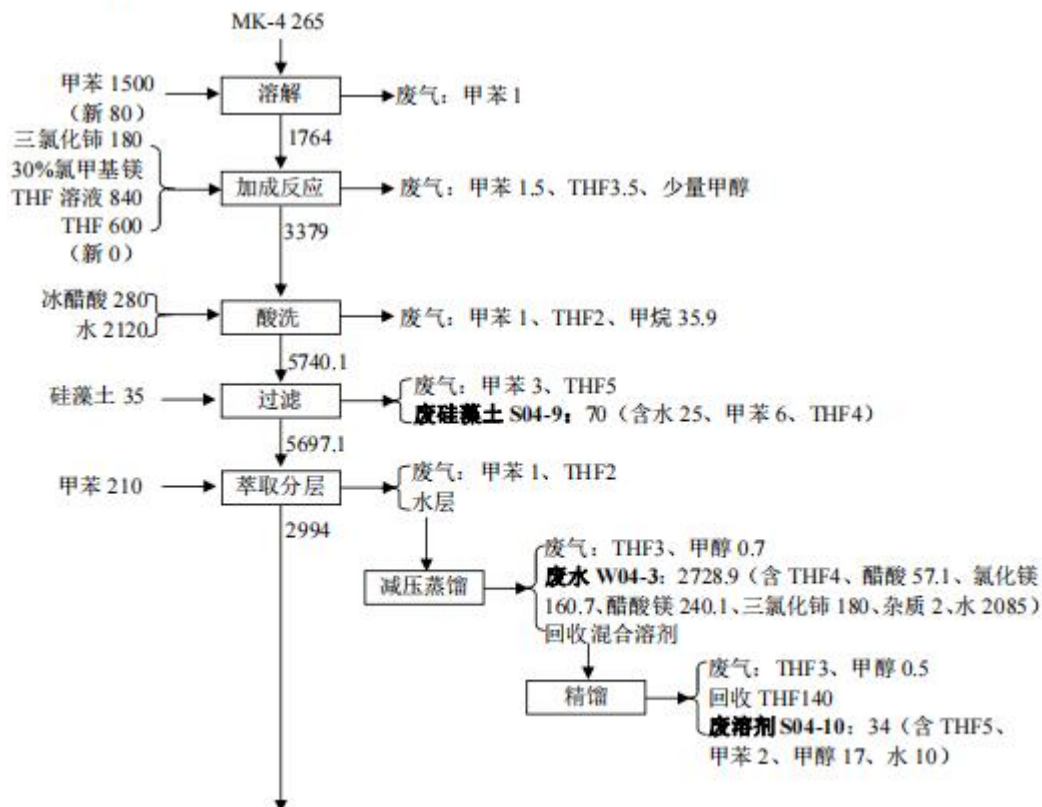 MK-4 265
甲苯 1500
（新 80）
溶解
废气：甲苯 1
1764
三氯化铈 180
30%氯甲基镁
THF 溶液 840
THF 600
（新 0）
加成反应
废气：甲苯 1.5、THF3.5、少量甲醇
3379
冰醋酸 280
水 2120
酸洗
废气：甲苯 1、THF2、甲烷 35.9
5740.1
硅藻土 35
过滤
废气：甲苯 3、THF5
废硅藻土 S04-9：70（含水 25、甲苯 6、THF4）
5697.1
甲苯 210
萃取分层
废气：甲苯 1、THF2
水层
2994
减压蒸馏
废气：THF3、甲醇 0.7
废水 W04-3：2728.9（含 THF4、醋酸 57.1、氯化镁
160.7、醋酸镁 240.1、三氯化铈 180、杂质 2、水 2085）
回收混合溶剂
精馏
废气：THF3、甲醇 0.5
回收 THF140
废溶剂 S04-10：34（含 THF5、
甲苯 2、甲醇 17、水 10）